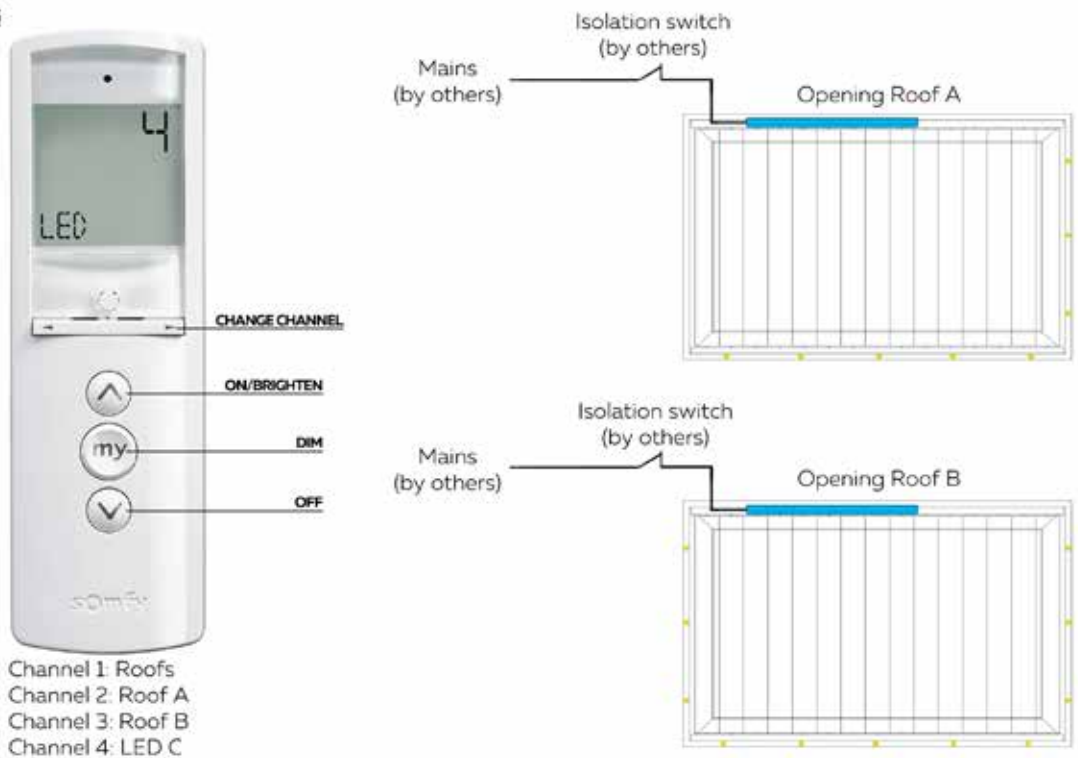 4
LED
CHANGE CHANNEL
ON/BRIGHTEN
my
DIM
OFF
somfy
Channel 1: Roofs
Channel 2: Roof A
Channel 3: Roof B
Channel 4: LED C
Isolation switch
(by others)
Mains
(by others)
Opening Roof A
Isolation switch
(by others)
Mains
(by others)
Opening Roof B